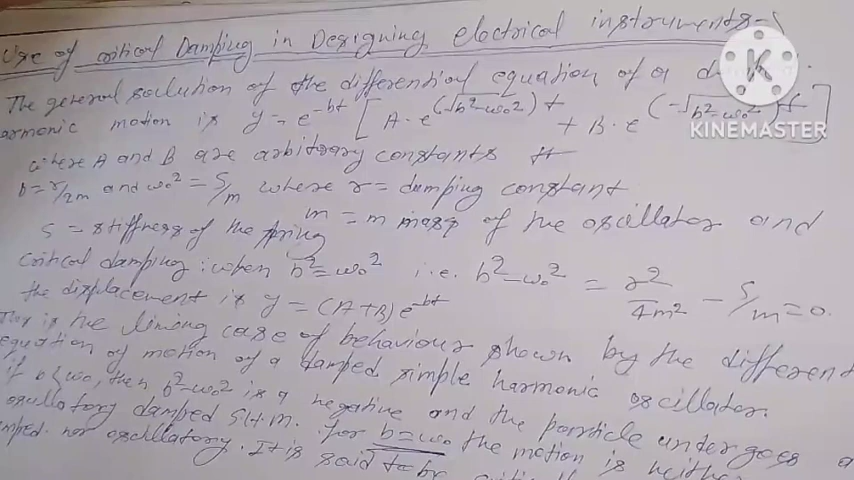 Use of critical Damping in Designing electrical instruments:-
The general solution of the differential equation of a
armonic motion is y = e^-bt [ A. e^(√b²-ω₀²)t + B. e^(-√b²-ω₀²)t ]
where A and B are arbitrary constants
b = r/2m and ω₀² = S/m where r = damping constant
m = m mass of the oscillator and
S = stiffness of the spring
critical damping : when b² = ω₀² i.e. b² - ω₀² = r²/4m² - S/m = 0.
the displacement is y = (A+B) e^-bt
This is the liming case of behaviour shown by the different
equation of motion of a damped simple harmonic oscillator.
if b < ω₀, then b² - ω₀² is a negative and the particle undergoes a
oscillatory damped S.H.M. for b = ω₀ the motion is neither
mped nor oscillatory. It is said to be
KINEMASTER